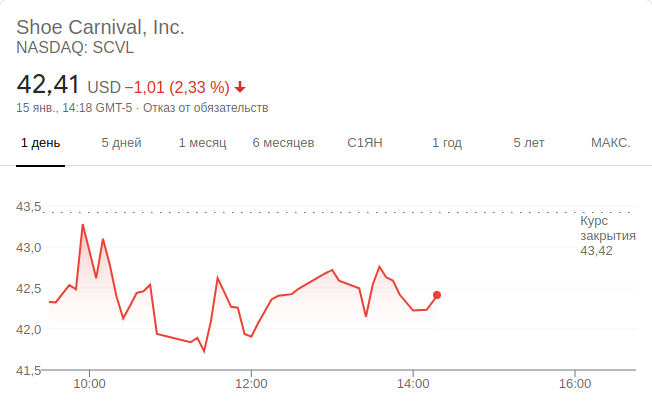 Shoe Carnival, Inc.
NASDAQ: SCVL
42,41 USD −1,01 (2,33 %)
15 янв., 14:18 GMT-5 · Отказ от обязательств
1 день 5 дней 1 месяц 6 месяцев С1ЯН 1 год 5 лет МАКС.
43,5
Курс
закрытия
43,42
43,0
42,5
42,0
41,5
10:00 12:00 14:00 16:00